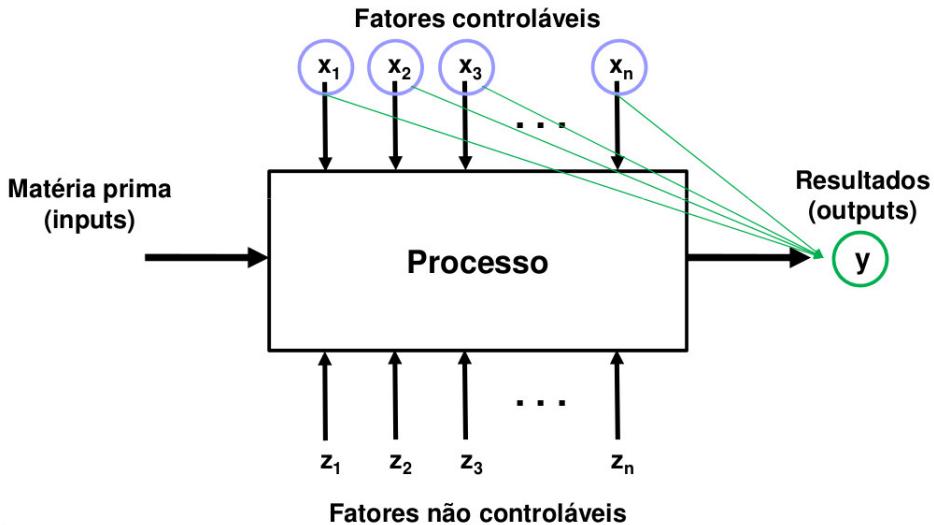 Fatores controláveis
x1 x2 x3 . . . xn
Matéria prima
(inputs)
Processo
Resultados
(outputs)
y
. . .
z1 z2 z3 zn
Fatores não controláveis